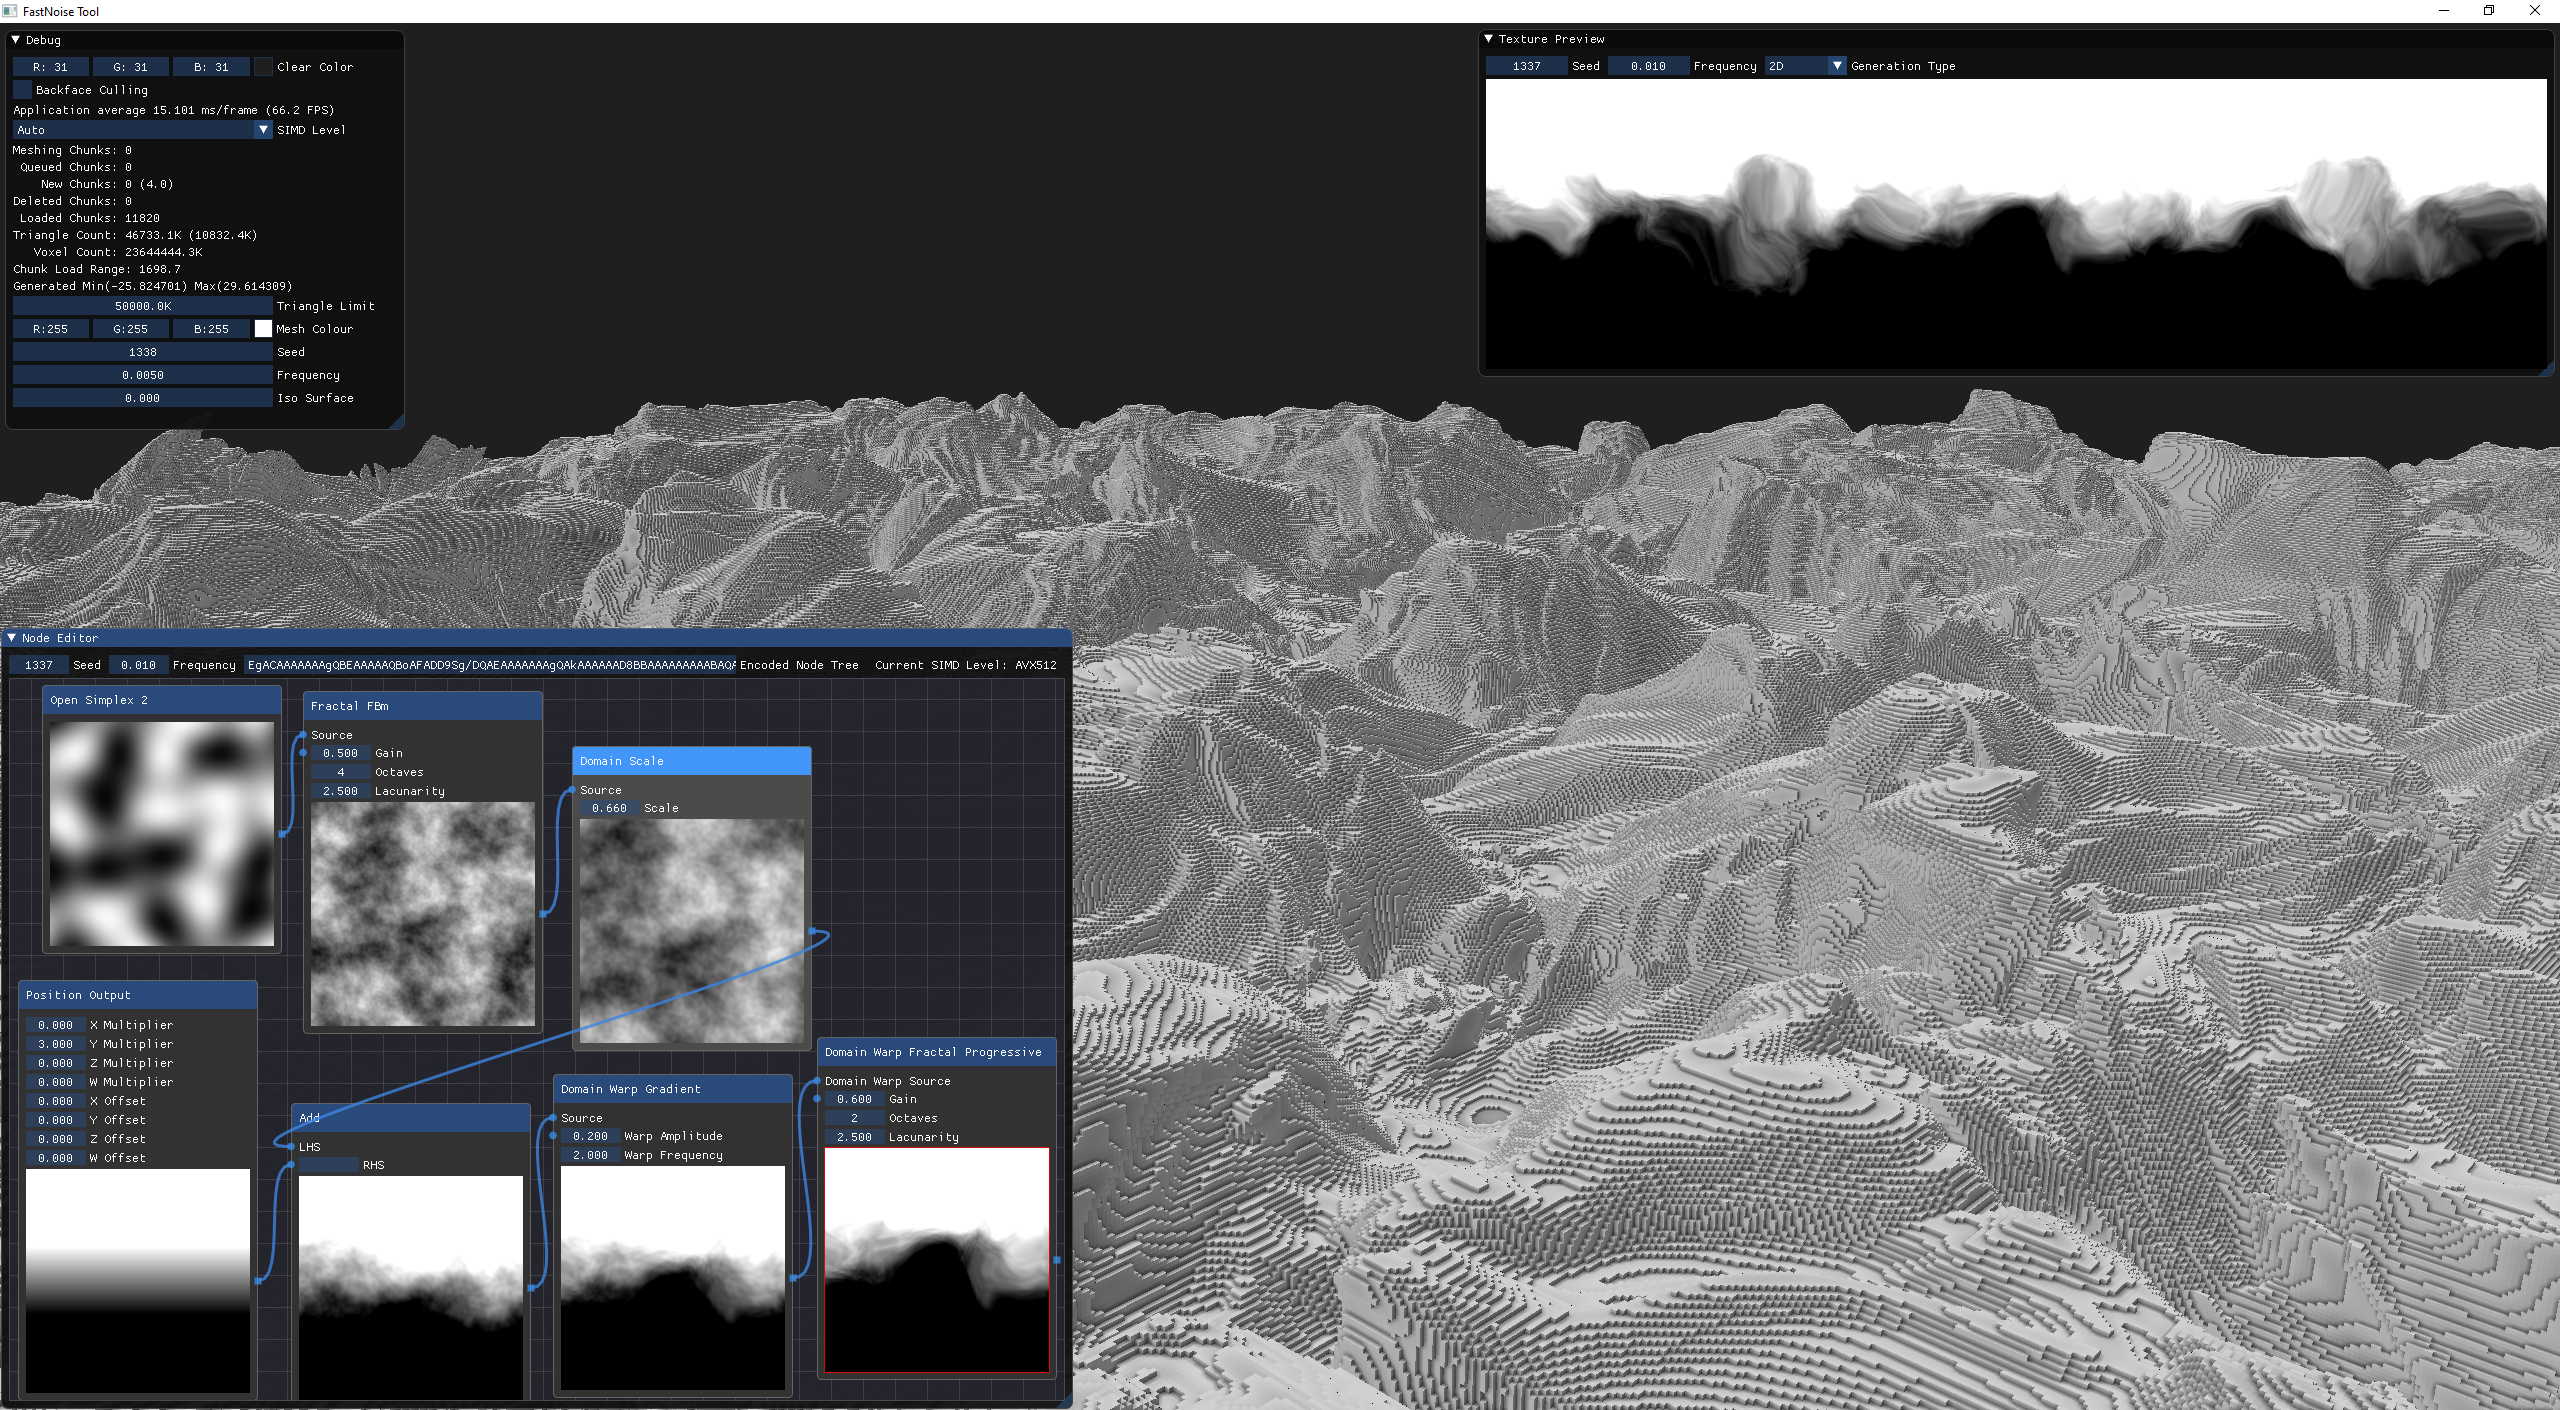 FastNoise Tool
Debug
R: 31 G: 31 B: 31 Clear Color
Backface Culling
Application average 15.101 ms/frame (66.2 FPS)
Auto SIMD Level
Meshing Chunks: 0
Queued Chunks: 0
New Chunks: 0 (4.0)
Deleted Chunks: 0
Loaded Chunks: 11820
Triangle Count: 46733.1K (10832.4K)
Voxel Count: 23644444.3K
Chunk Load Range: 1698.7
Generated Min(-25.824701) Max(29.614309)
50000.0K Triangle Limit
R:255 G:255 B:255 Mesh Colour
1338 Seed
0.0050 Frequency
0.000 Iso Surface
Texture Preview
1337 Seed 0.010 Frequency 2D Generation Type
Node Editor
1337 Seed 0.010 Frequency Encoded Node Tree Current SIMD Level: AVX512
Open Simplex 2
Fractal FBm
Source
0.500 Gain
4 Octaves
2.500 Lacunarity
Domain Scale
Source
0.660 Scale
Position Output
0.000 X Multiplier
3.000 Y Multiplier
0.000 Z Multiplier
0.000 W Multiplier
0.000 X Offset
0.000 Y Offset
0.000 Z Offset
0.000 W Offset
Add
LHS
RHS
Domain Warp Gradient
Source
0.200 Warp Amplitude
2.000 Warp Frequency
Domain Warp Fractal Progressive
Domain Warp Source
0.600 Gain
2 Octaves
2.500 Lacunarity